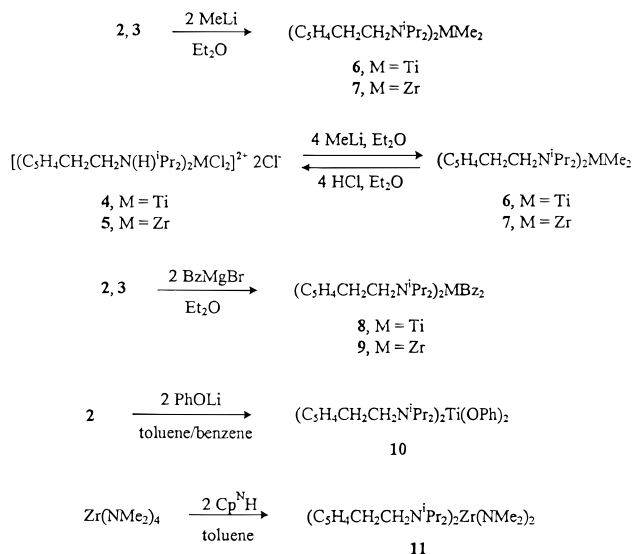 2, 3 2 MeLi Et₂O (C₅H₄CH₂CH₂NⁱPr₂)₂MMe₂
6, M = Ti
7, M = Zr
[(C₅H₄CH₂CH₂N(H)ⁱPr₂)₂MCl₂]²⁺ 2Cl⁻ 4 MeLi, Et₂O 4 HCl, Et₂O (C₅H₄CH₂CH₂NⁱPr₂)₂MMe₂
4, M = Ti 6, M = Ti
5, M = Zr 7, M = Zr
2, 3 2 BzMgBr Et₂O (C₅H₄CH₂CH₂NⁱPr₂)₂MBz₂
8, M = Ti
9, M = Zr
2 2 PhOLi toluene/benzene (C₅H₄CH₂CH₂NⁱPr₂)₂Ti(OPh)₂
10
Zr(NMe₂)₄ 2 CpᴺH toluene (C₅H₄CH₂CH₂NⁱPr₂)₂Zr(NMe₂)₂
11